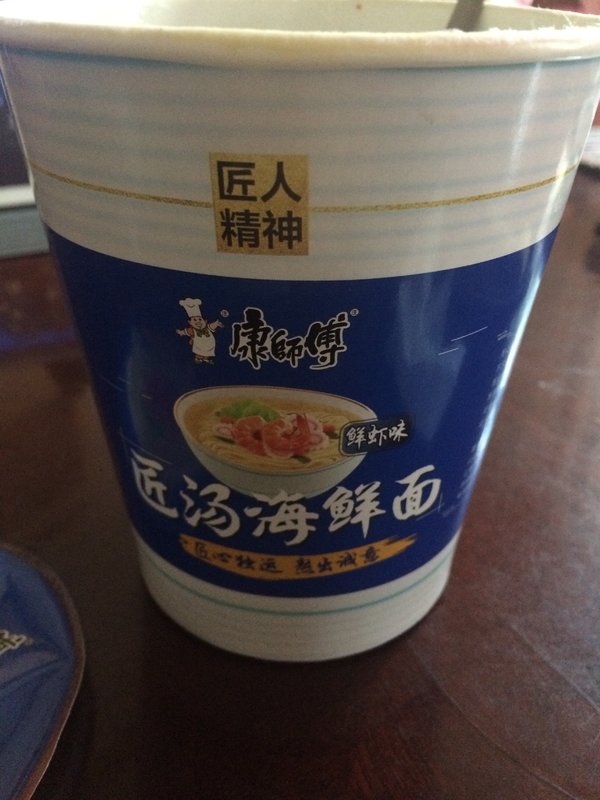 匠人
精神
康師傅
鲜虾味
匠汤海鲜面
匠心独运 熬出诚意